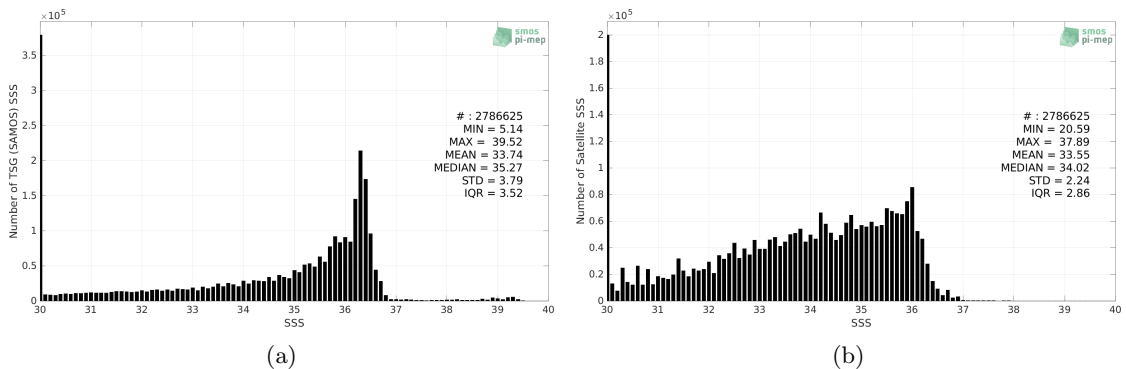 ×10⁵
smos
pi-mep
3.5
3
2.5
2
1.5
1
0.5
0
Number of TSG (SAMOS) SSS
# : 2786625
MIN = 5.14
MAX = 39.52
MEAN = 33.74
MEDIAN = 35.27
STD = 3.79
IQR = 3.52
30 31 32 33 34 35 36 37 38 39 40
SSS
(a)
×10⁵
smos
pi-mep
2
1.8
1.6
1.4
1.2
1
0.8
0.6
0.4
0.2
0
Number of Satellite SSS
# : 2786625
MIN = 20.59
MAX = 37.89
MEAN = 33.55
MEDIAN = 34.02
STD = 2.24
IQR = 2.86
30 31 32 33 34 35 36 37 38 39 40
SSS
(b)